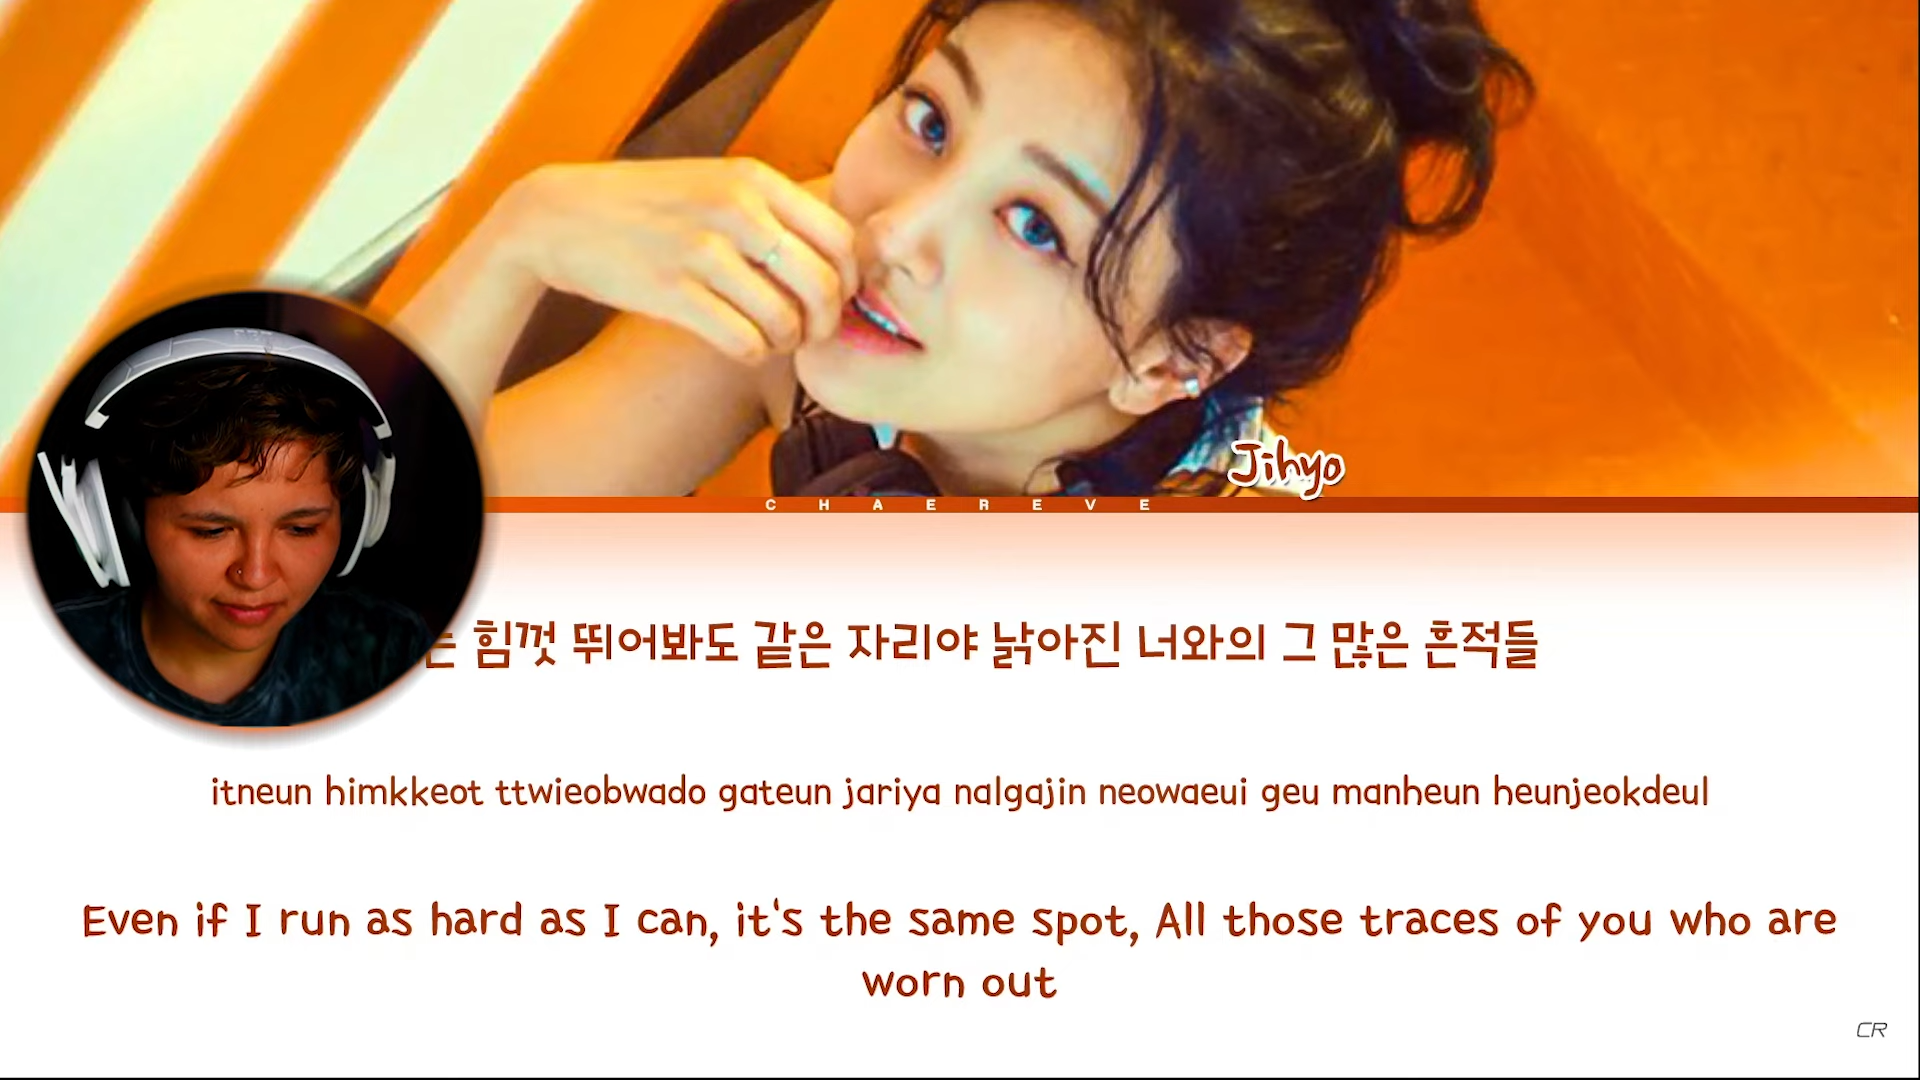 Jihyo
CHAEREVE
힘껏 뛰어봐도 같은 자리야 낡아진 너와의 그 많은 흔적들
itneun himkkeot ttwieobwado gateun jariya nalgajin neowaeui geu manheun heunjeokdeul
Even if I run as hard as I can, it's the same spot, All those traces of you who are
worn out
CR